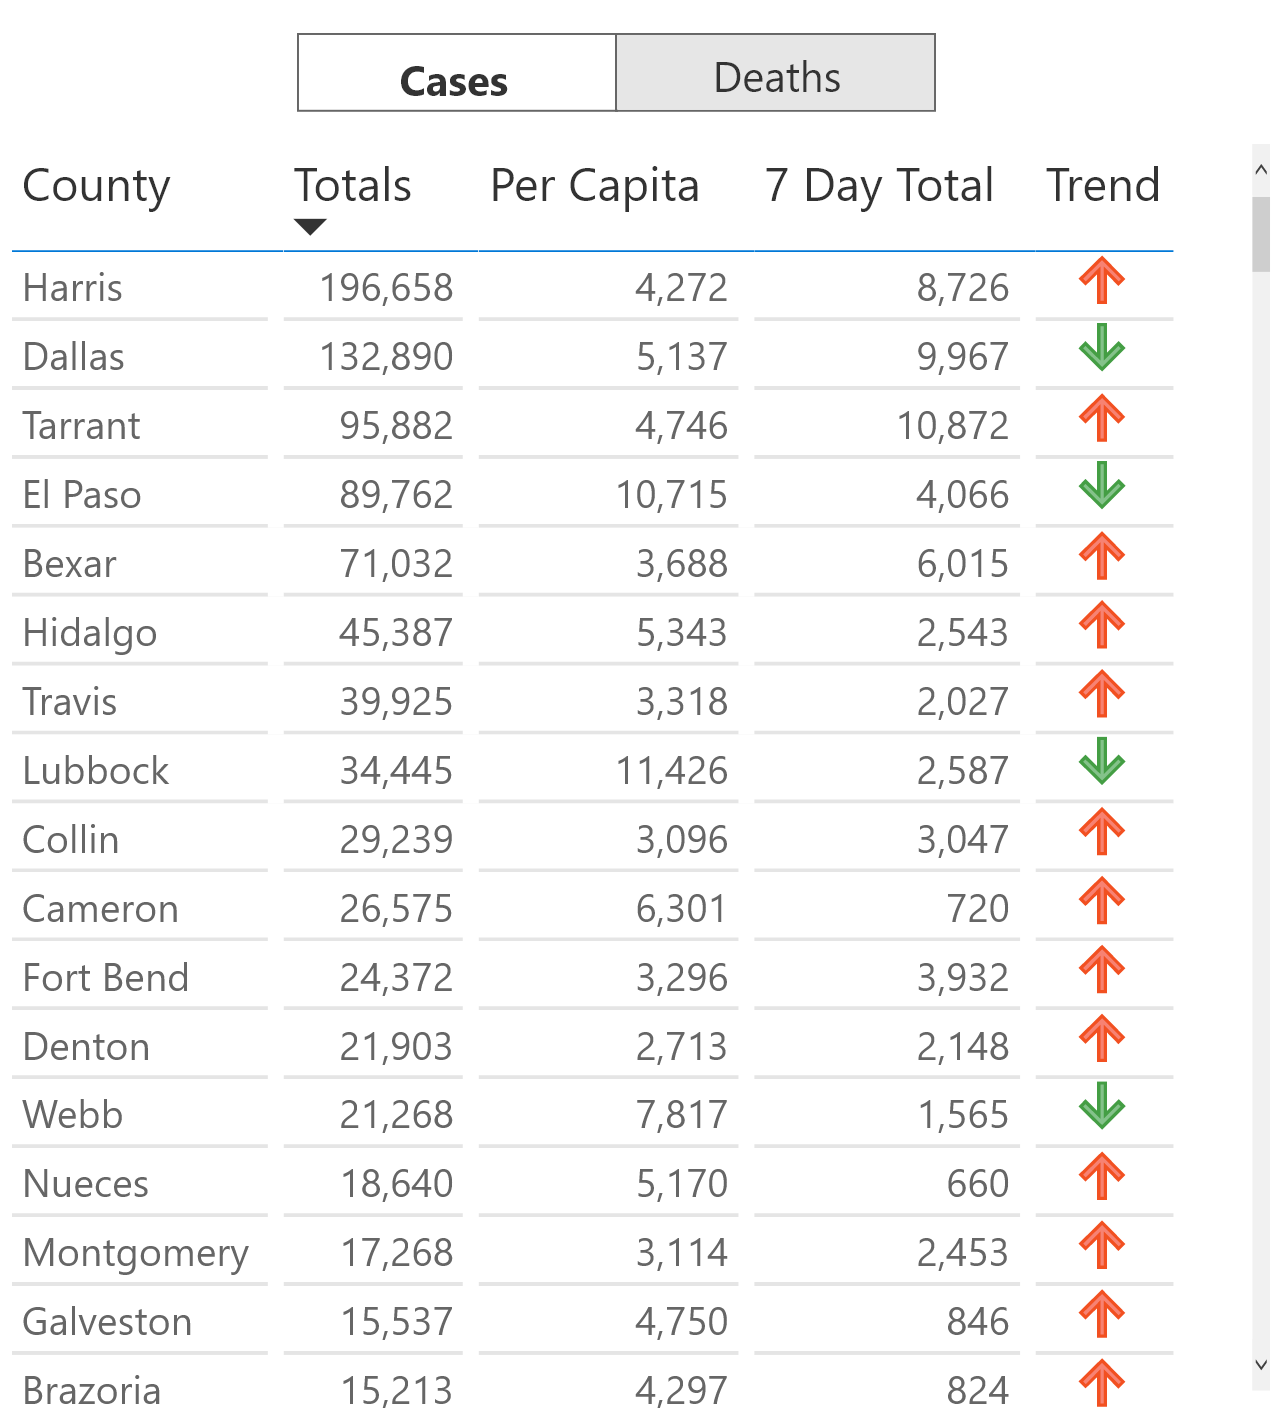 Cases Deaths
County Totals Per Capita 7 Day Total Trend
Harris 196,658 4,272 8,726
Dallas 132,890 5,137 9,967
Tarrant 95,882 4,746 10,872
El Paso 89,762 10,715 4,066
Bexar 71,032 3,688 6,015
Hidalgo 45,387 5,343 2,543
Travis 39,925 3,318 2,027
Lubbock 34,445 11,426 2,587
Collin 29,239 3,096 3,047
Cameron 26,575 6,301 720
Fort Bend 24,372 3,296 3,932
Denton 21,903 2,713 2,148
Webb 21,268 7,817 1,565
Nueces 18,640 5,170 660
Montgomery 17,268 3,114 2,453
Galveston 15,537 4,750 846
Brazoria 15,213 4,297 824